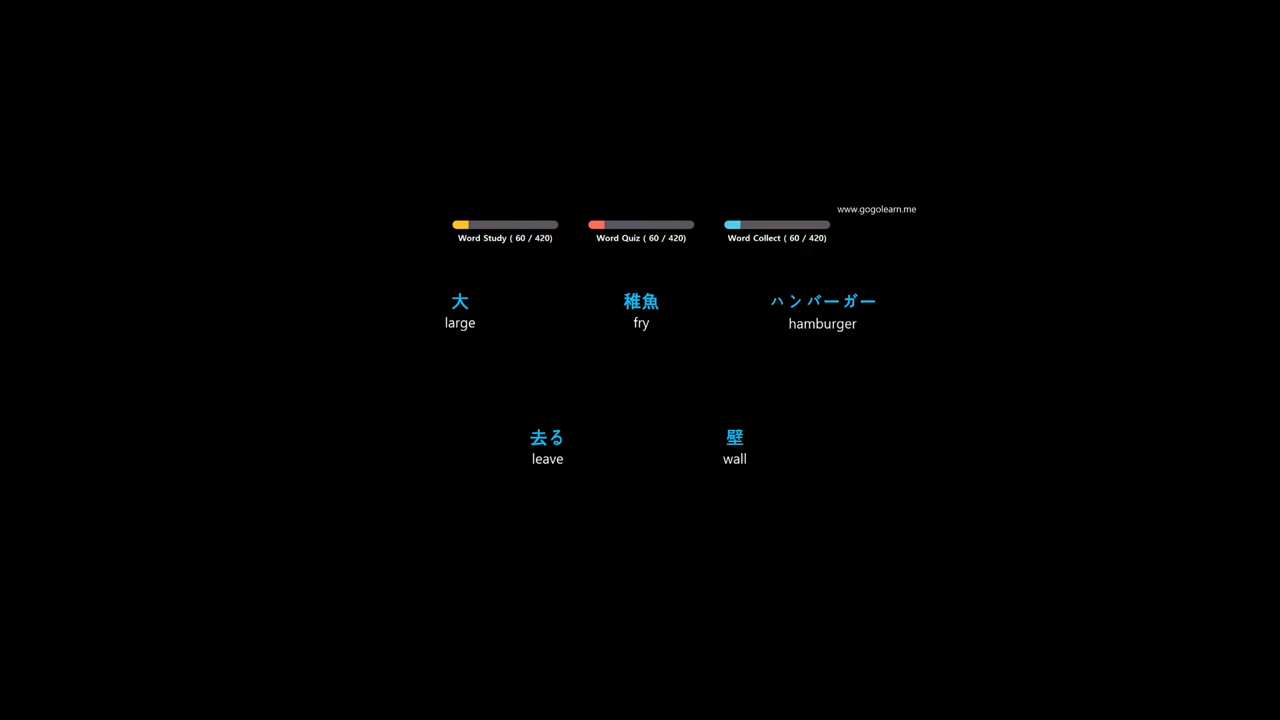 www.gogolearn.me
Word Study ( 60 / 420)
Word Quiz ( 60 / 420)
Word Collect ( 60 / 420)
大
large
稚魚
fry
ハンバーガー
hamburger
去る
leave
壁
wall